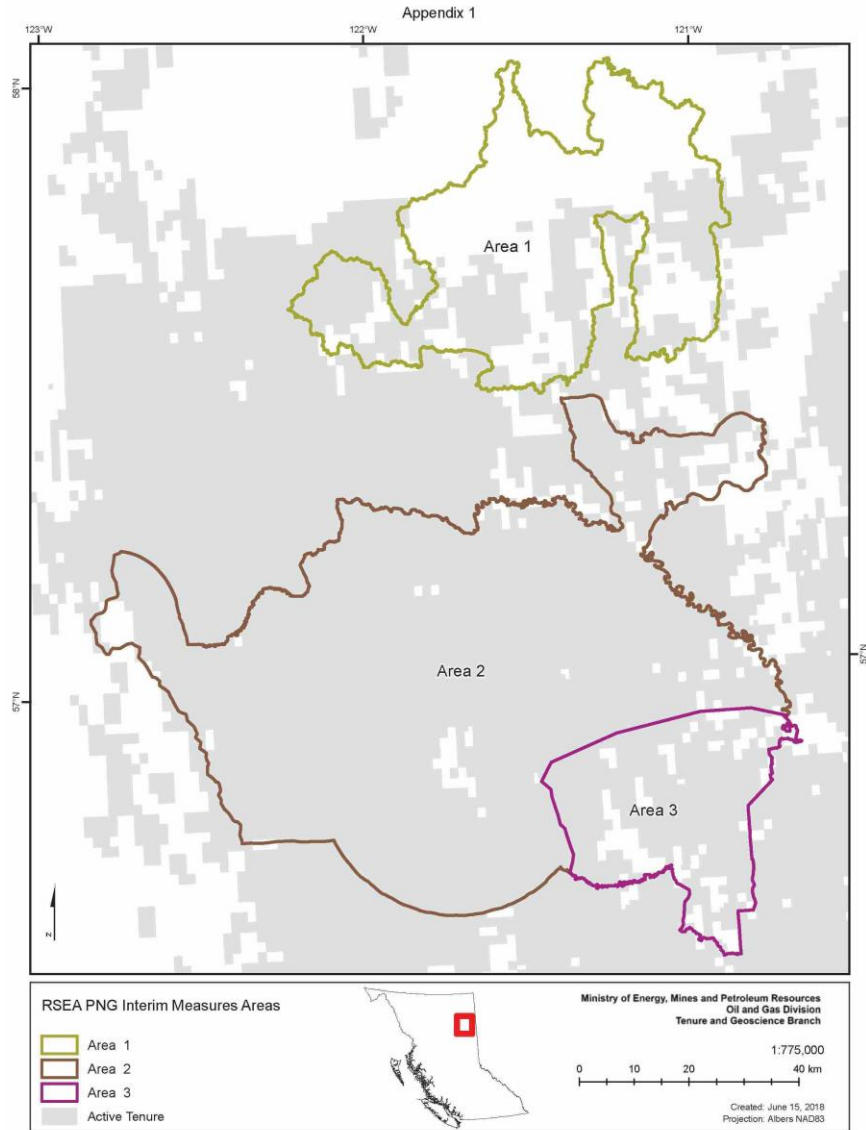 Appendix 1
123°W
122°W
121°W
58°N
Area 1
57°N
Area 2
57°N
Area 3
N
RSEA PNG Interim Measures Areas
Area 1
Area 2
Area 3
Active Tenure
Ministry of Energy, Mines and Petroleum Resources
Oil and Gas Division
Tenure and Geoscience Branch
1:775,000
0 10 20 40 km
Created: June 15, 2018
Projection: Albers NAD83